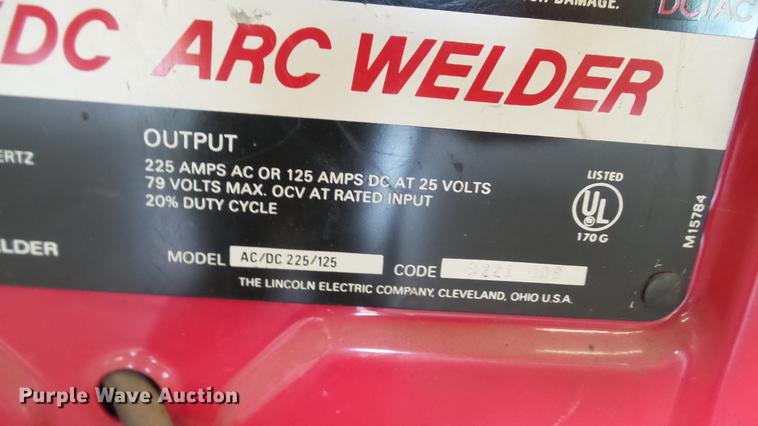 DAMAGE.
DC AC
/DC ARC WELDER
ERTZ
OUTPUT
225 AMPS AC OR 125 AMPS DC AT 25 VOLTS
79 VOLTS MAX. OCV AT RATED INPUT
20% DUTY CYCLE
LISTED
UL
170 G
M15784
ELDER
MODEL AC/DC 225/125 CODE
THE LINCOLN ELECTRIC COMPANY, CLEVELAND, OHIO U.S.A.
Purple Wave Auction